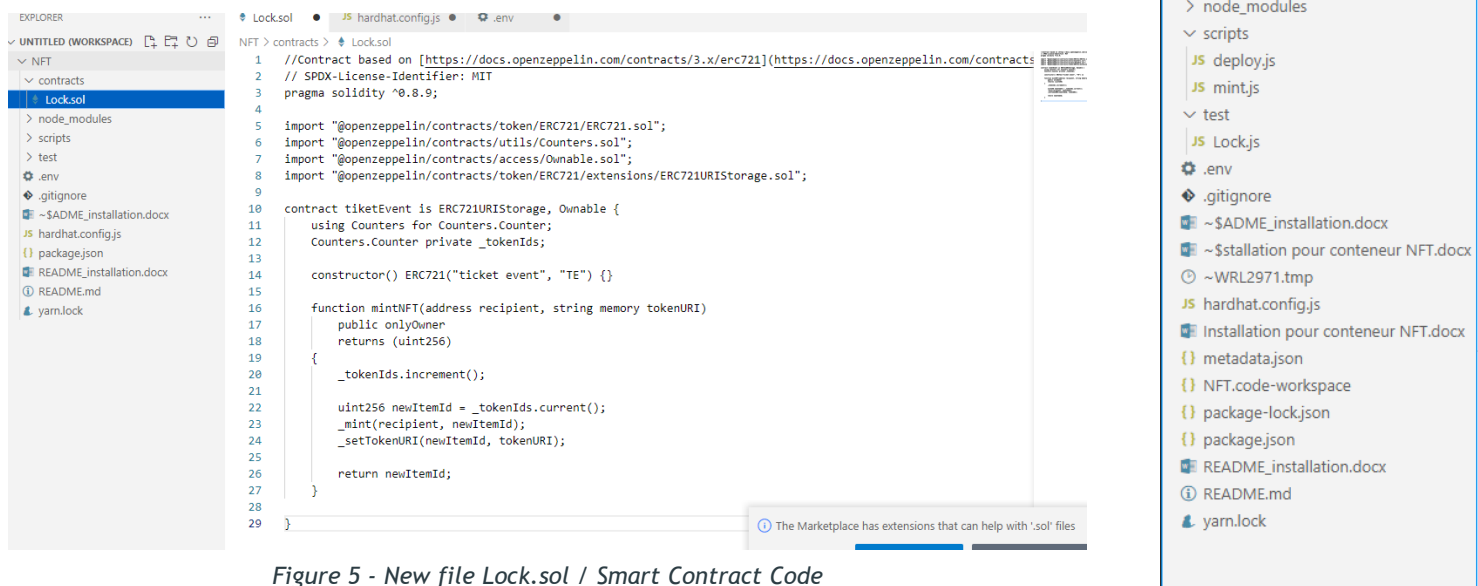 EXPLORER ...
UNTITLED (WORKSPACE)
NFT
contracts
Lock.sol
node_modules
scripts
test
.env
.gitignore
~$ADME_installation.docx
JS hardhat.config.js
{} package.json
README_installation.docx
README.md
yarn.lock
Lock.sol JS hardhat.config.js .env
NFT > contracts > Lock.sol
1 //Contract based on [https://docs.openzeppelin.com/contracts/3.x/erc721](https://docs.openzeppelin.com/contracts
2 // SPDX-License-Identifier: MIT
3 pragma solidity ^0.8.9;
4
5 import "@openzeppelin/contracts/token/ERC721/ERC721.sol";
6 import "@openzeppelin/contracts/utils/Counters.sol";
7 import "@openzeppelin/contracts/access/Ownable.sol";
8 import "@openzeppelin/contracts/token/ERC721/extensions/ERC721URIStorage.sol";
9
10 contract tiketEvent is ERC721URIStorage, Ownable {
11 using Counters for Counters.Counter;
12 Counters.Counter private _tokenIds;
13
14 constructor() ERC721("ticket event", "TE") {}
15
16 function mintNFT(address recipient, string memory tokenURI)
17 public onlyOwner
18 returns (uint256)
19 {
20 _tokenIds.increment();
21
22 uint256 newItemId = _tokenIds.current();
23 _mint(recipient, newItemId);
24 _setTokenURI(newItemId, tokenURI);
25
26 return newItemId;
27 }
28
29 }
The Marketplace has extensions that can help with '.sol' files
Figure 5 - New file Lock.sol / Smart Contract Code
node_modules
scripts
JS deploy.js
JS mint.js
test
JS Lock.js
.env
.gitignore
~$ADME_installation.docx
~$stallation pour conteneur NFT.docx
~WRL2971.tmp
JS hardhat.config.js
Installation pour conteneur NFT.docx
{} metadata.json
{} NFT.code-workspace
{} package-lock.json
{} package.json
README_installation.docx
README.md
yarn.lock